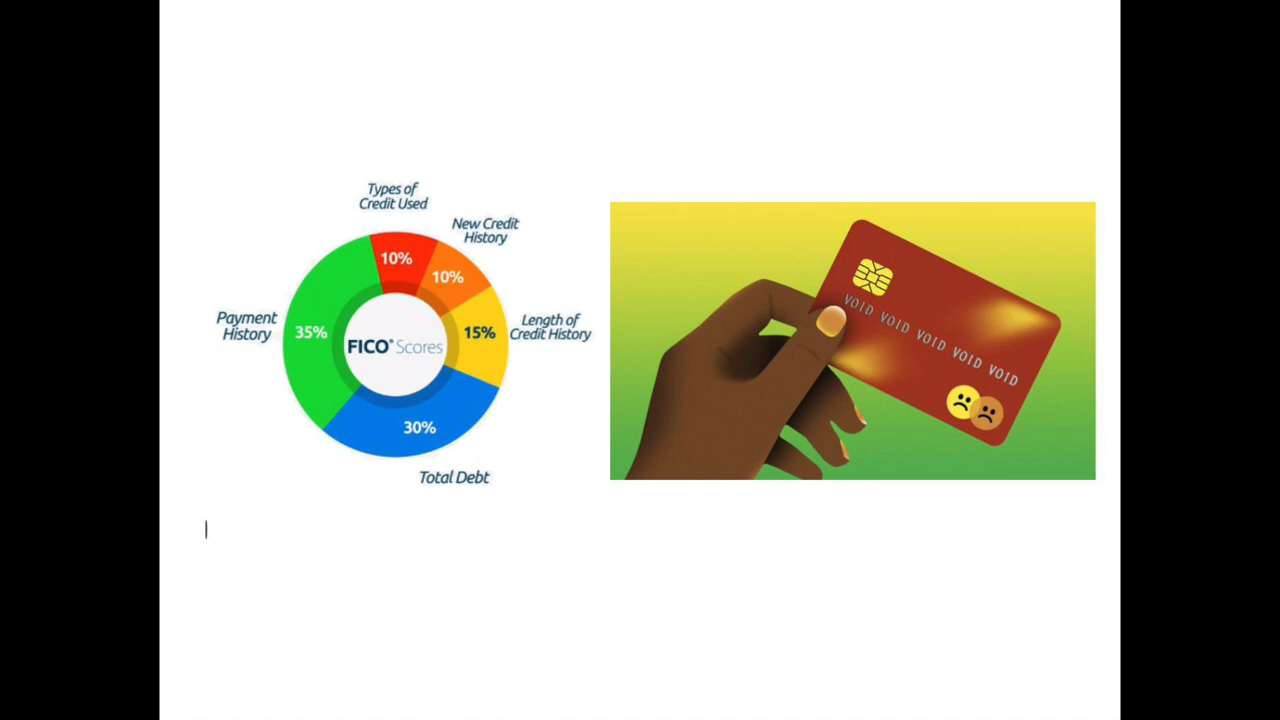 Types of
Credit Used
New Credit
History
10%
10%
Payment
History
35%
15%
Length of
Credit History
FICO® Scores
30%
Total Debt
VOID VOID VOID VOID VOID